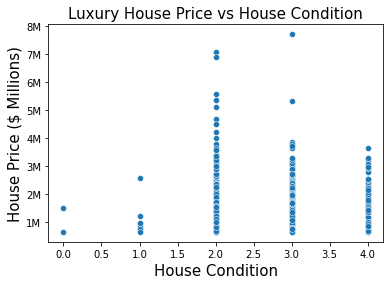 Luxury House Price vs House Condition
House Price ($ Millions)
8M
7M
6M
5M
4M
3M
2M
1M
0.0 0.5 1.0 1.5 2.0 2.5 3.0 3.5 4.0
House Condition